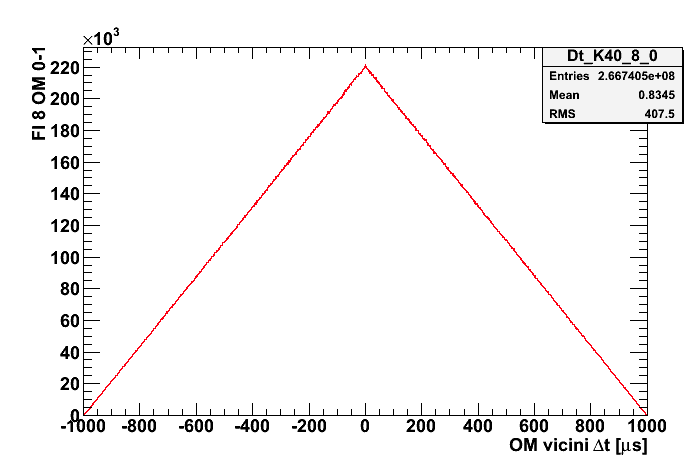 ×10³
FI 8 OM 0-1
220
200
180
160
140
120
100
80
60
40
20
0
-1000 -800 -600 -400 -200 0 200 400 600 800 1000
OM vicini Δt [μs]
Dt_K40_8_0
Entries 2.667405e+08
Mean 0.8345
RMS 407.5